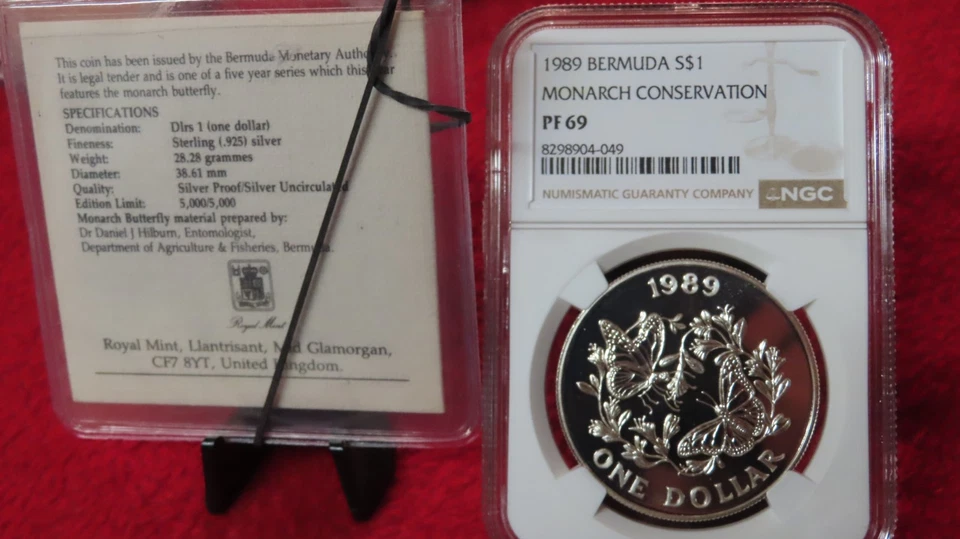 This coin has been issued by the Bermuda Monetary
It is legal tender and is one of a five year series which this
features the monarch butterfly.
SPECIFICATIONS
Denomination: Dlrs 1 (one dollar)
Fineness: Sterling (.925) silver
Weight: 28.28 grammes
Diameter: 38.61 mm
Quality: Silver Proof/Silver Uncirculated
Edition Limit: 5,000/5,000
Monarch Butterfly material prepared by:
Dr Daniel J Hilburn, Entomologist,
Department of Agriculture & Fisheries, Bermuda.
Royal Mint
Royal Mint, Llantrisant, Mid Glamorgan,
CF7 8YT, United Kingdom.
1989 BERMUDA S$1
MONARCH CONSERVATION
PF 69
8298904-049
NUMISMATIC GUARANTY COMPANY NGC
1989
ONE DOLLAR